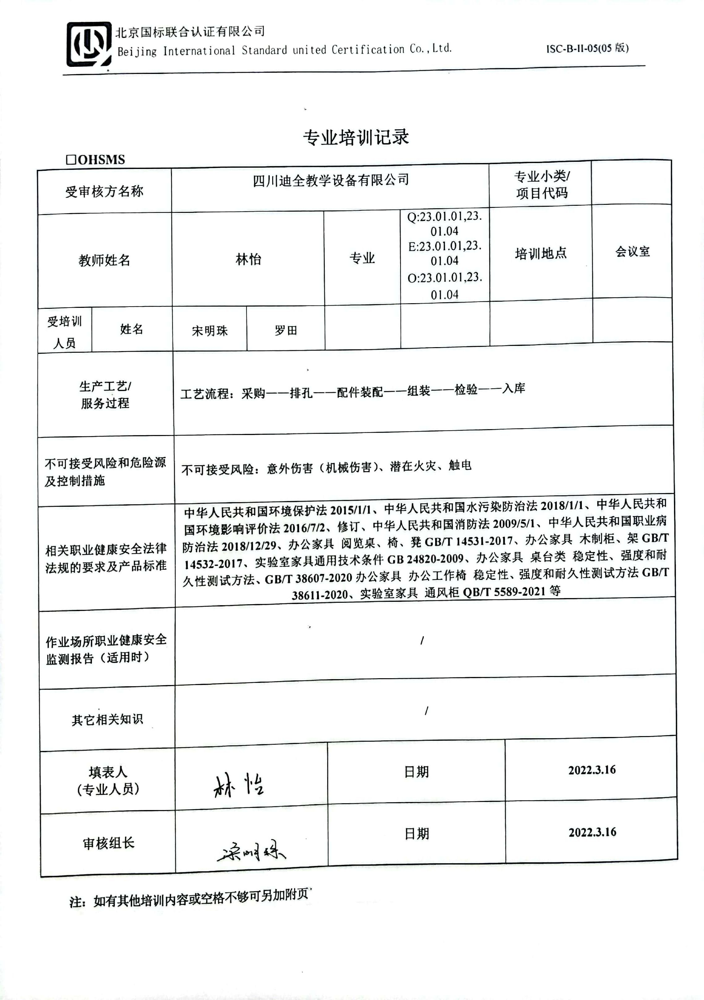 北京国标联合认证有限公司
Beijing International Standard united Certification Co.,Ltd.
ISC-B-II-05(05 版)
专业培训记录
□OHSMS
受审核方名称
四川迪全教学设备有限公司
专业小类/
项目代码
教师姓名
林怡
专业
Q:23.01.01,23.
01.04
E:23.01.01,23.
01.04
O:23.01.01,23.
01.04
培训地点
会议室
受培训
人员
姓名
宋明珠
罗田
生产工艺/
服务过程
工艺流程：采购——排孔——配件装配——组装——检验——入库
不可接受风险和危险源
及控制措施
不可接受风险：意外伤害（机械伤害）、潜在火灾、触电
相关职业健康安全法律
法规的要求及产品标准
中华人民共和国环境保护法 2015/1/1、中华人民共和国水污染防治法 2018/1/1、中华人民共和
国环境影响评价法 2016/7/2、修订、中华人民共和国消防法 2009/5/1、中华人民共和国职业病
防治法 2018/12/29、办公家具 阅览桌、椅、凳 GB/T 14531-2017、办公家具 木制柜、架 GB/T
14532-2017、实验室家具通用技术条件 GB 24820-2009、办公家具 桌台类 稳定性、强度和耐
久性测试方法、GB/T 38607-2020 办公家具 办公工作椅 稳定性、强度和耐久性测试方法 GB/T
38611-2020、实验室家具 通风柜 QB/T 5589-2021 等
作业场所职业健康安全
监测报告（适用时）
/
其它相关知识
/
填表人
(专业人员)
林怡
日期
2022.3.16
审核组长
宋明珠
日期
2022.3.16
注：如有其他培训内容或空格不够可另加附页